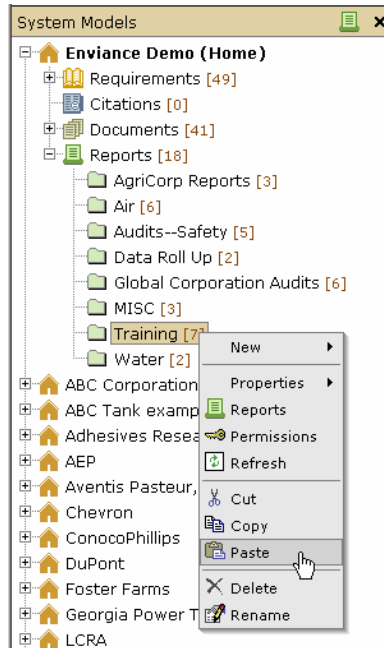 System Models
Enviance Demo (Home)
Requirements [49]
Citations [0]
Documents [41]
Reports [18]
AgriCorp Reports [3]
Air [6]
Audits--Safety [5]
Data Roll Up [2]
Global Corporation Audits [6]
MISC [3]
Training [7]
Water [2]
ABC Corporation
ABC Tank examp
Adhesives Resea
AEP
Aventis Pasteur,
Chevron
ConocoPhillips
DuPont
Foster Farms
Georgia Power T
LCRA
New
Properties
Reports
Permissions
Refresh
Cut
Copy
Paste
Delete
Rename